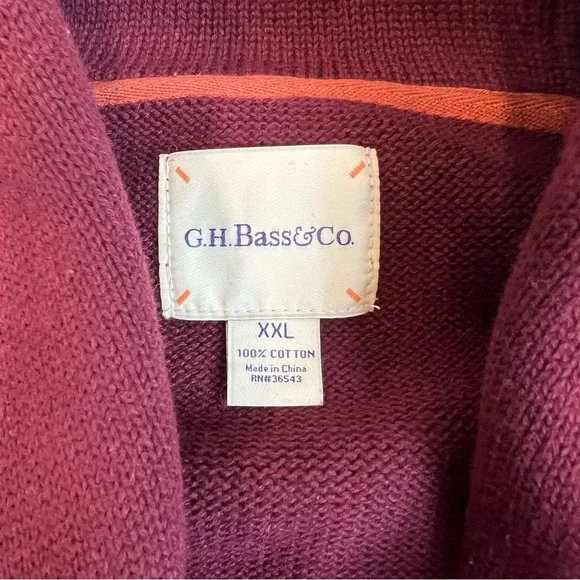 G.H.Bass&Co.
XXL
100% COTTON
Made in China
RN#36543